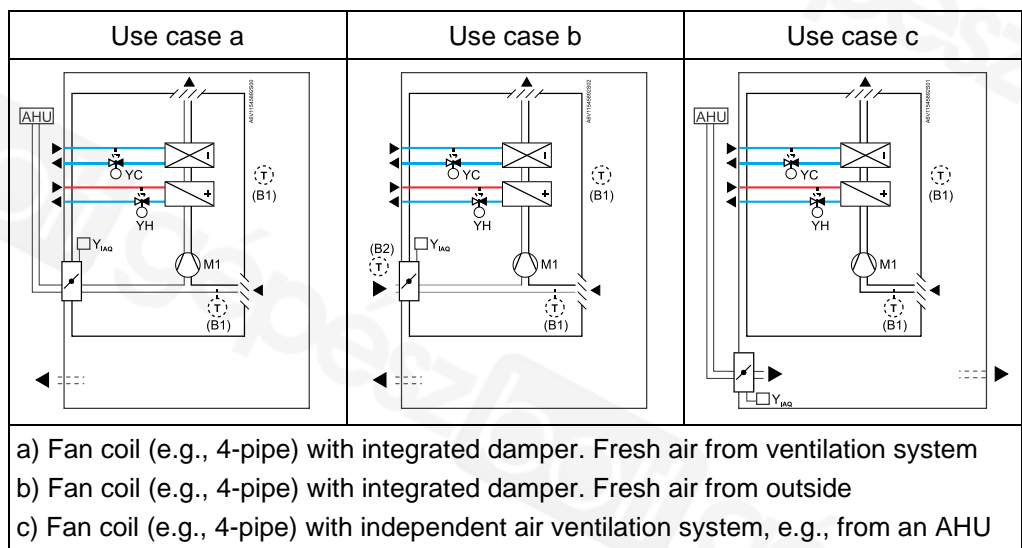 Use case a
Use case b
Use case c
AHU
A6V11545892S00
YC
YH
T
(B1)
Y_IAQ
M1
T
(B1)
A6V11545892S02
YC
YH
T
(B1)
(B2)
T
Y_IAQ
M1
T
(B1)
AHU
A6V11545892S01
YC
YH
T
(B1)
M1
T
(B1)
Y_IAQ
a) Fan coil (e.g., 4-pipe) with integrated damper. Fresh air from ventilation system
b) Fan coil (e.g., 4-pipe) with integrated damper. Fresh air from outside
c) Fan coil (e.g., 4-pipe) with independent air ventilation system, e.g., from an AHU